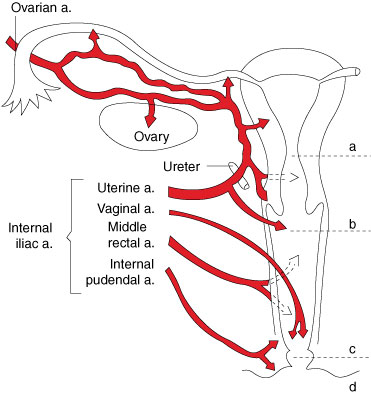 Ovarian a.
Ovary
a
Ureter
Uterine a.
Vaginal a.
Internal
iliac a.
Middle
rectal a.
b
Internal
pudendal a.
c
d